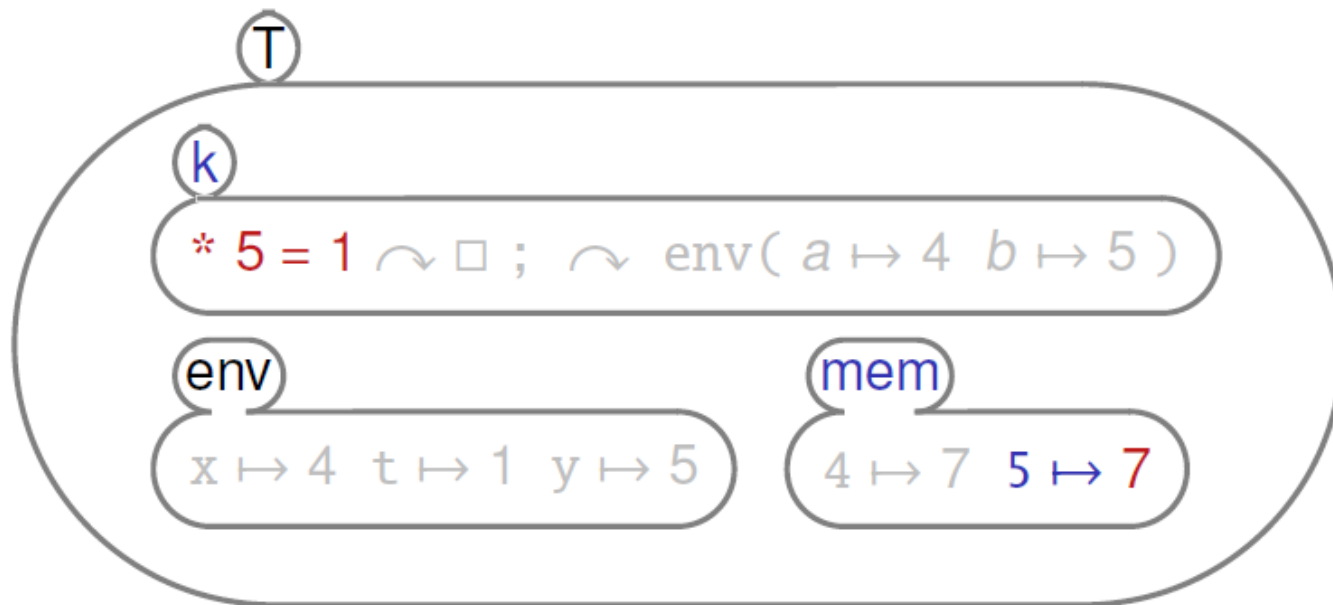 T
k
* 5 = 1 ↷ □ ; ↷ env( a ↦ 4 b ↦ 5 )
env mem
x ↦ 4 t ↦ 1 y ↦ 5 4 ↦ 7 5 ↦ 7